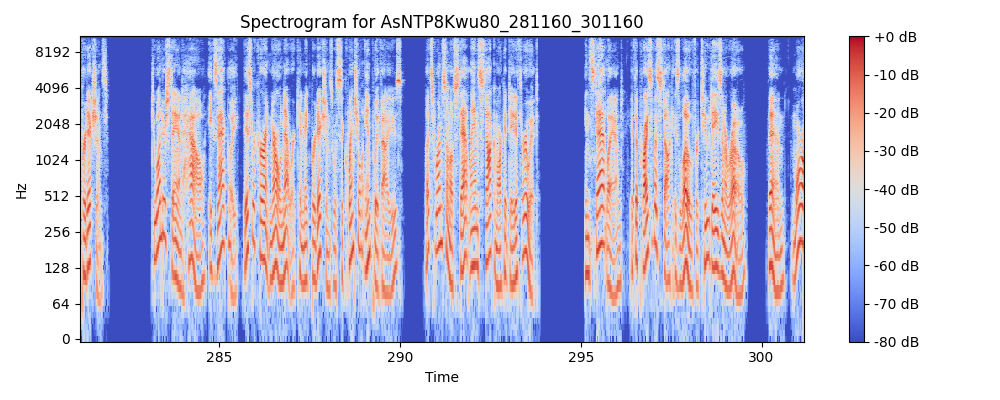 Spectrogram for AsNTP8Kwu80_281160_301160
8192
4096
2048
1024
512
256
128
64
0
Hz
285
290
295
300
Time
+0 dB
-10 dB
-20 dB
-30 dB
-40 dB
-50 dB
-60 dB
-70 dB
-80 dB